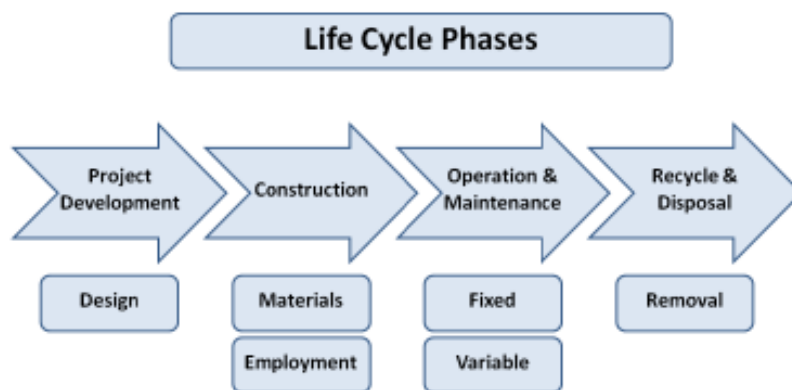 Life Cycle Phases
Project
Development
Construction
Operation &
Maintenance
Recycle &
Disposal
Design
Materials
Fixed
Removal
Employment
Variable